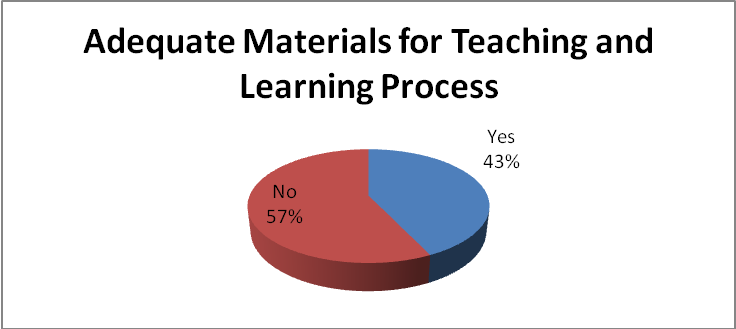 Adequate Materials for Teaching and
Learning Process
Yes
43%
No
57%